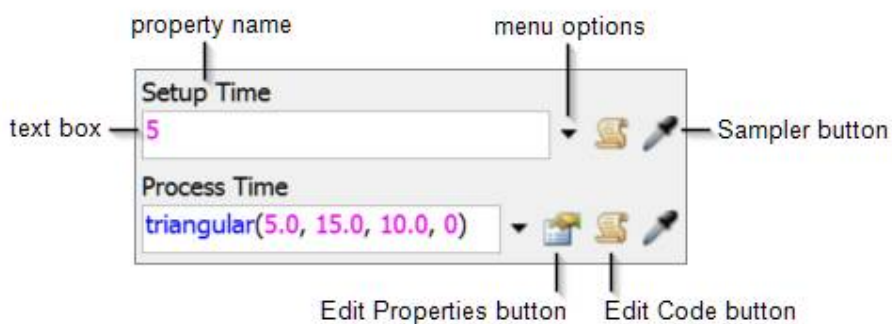 property name
menu options
Setup Time
text box
5
Sampler button
Process Time
triangular(5.0, 15.0, 10.0, 0)
Edit Properties button
Edit Code button